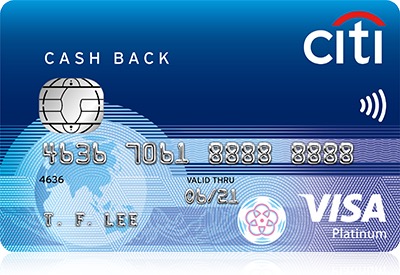 CASH BACK
citi
4636 7061 8888 8888
4636
VALID THRU
06/21
T. F. LEE
VISA
Platinum